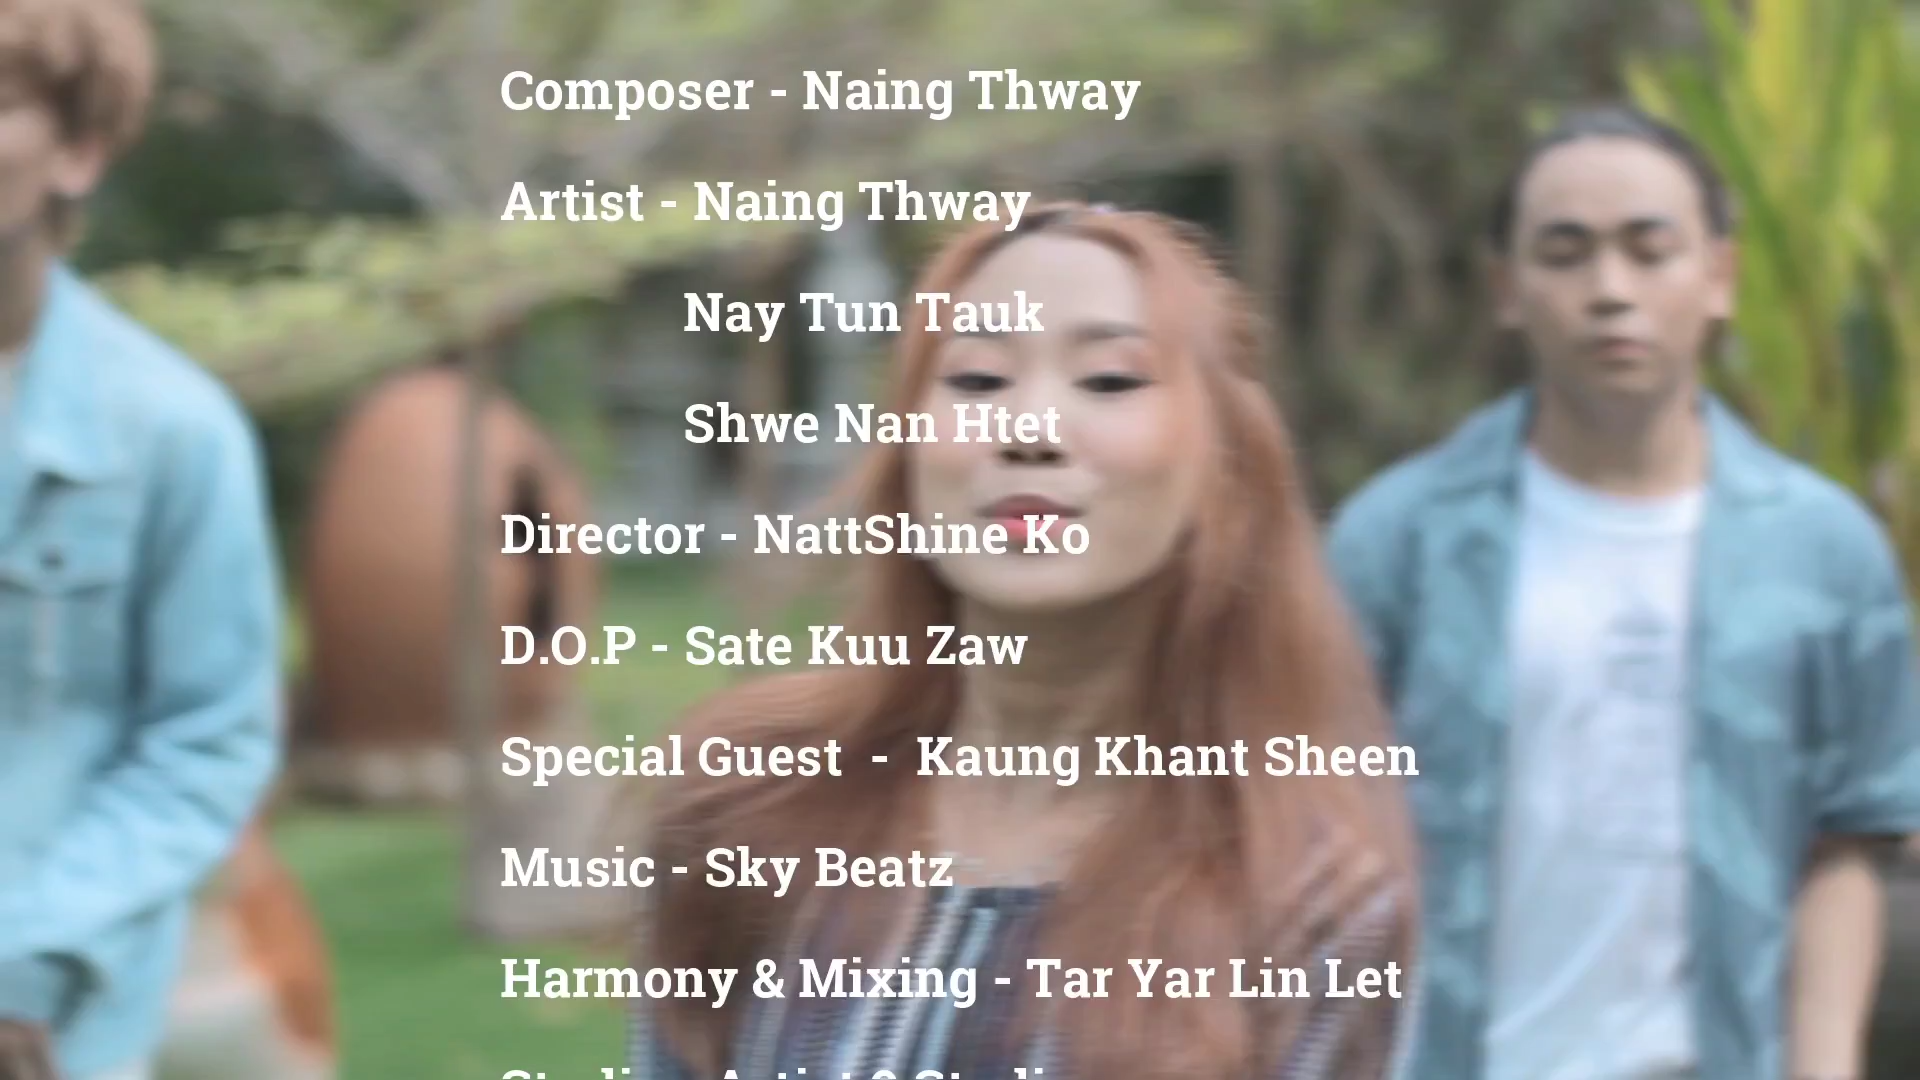 Composer - Naing Thway
Artist - Naing Thway
Nay Tun Tauk
Shwe Nan Htet
Director - NattShine Ko
D.O.P - Sate Kuu Zaw
Special Guest - Kaung Khant Sheen
Music - Sky Beatz
Harmony & Mixing - Tar Yar Lin Let